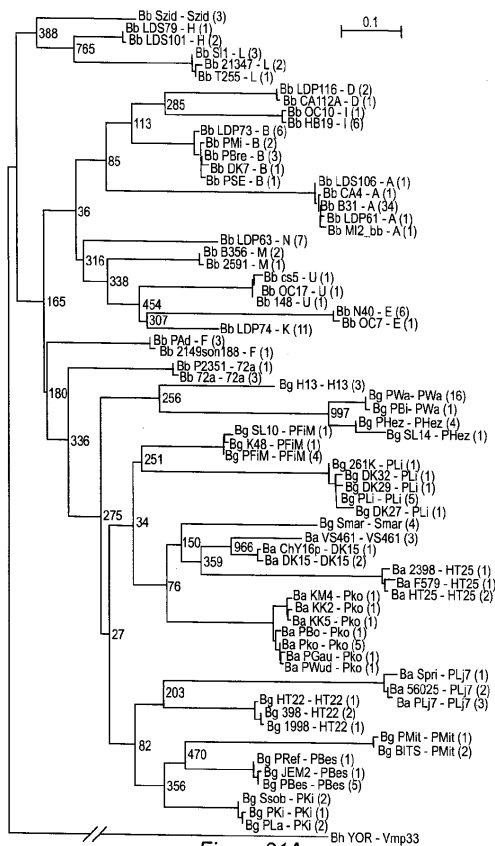 Bb Szid - Szid (3)
0.1
388
Bb LDS79 - H (1)
Bb LDS101 - H (2)
765
Bb Sl1 - L (3)
Bb 21347 - L (2)
Bb T255 - L (1)
Bb LDP116 - D (2)
Bb CA112A - D (1)
285
Bb OC10 - I (1)
Bb HB19 - I (6)
113
Bb LDP73 - B (6)
Bb PMi - B (2)
Bb PBre - B (3)
85
Bb DK7 - B (1)
Bb PSE - B (1)
Bb LDS106 - A (1)
Bb CA4 - A (1)
Bb B31 - A (34)
36
Bb LDP61 - A (1)
Bb MI2_bb - A (1)
Bb LDP63 - N (7)
316
Bb B356 - M (2)
Bb 2591 - M (1)
338
Bb cs5 - U (1)
Bb OC17 - U (1)
165
454
Bb 148 - U (1)
Bb N40 - E (6)
307
Bb OC7 - E (1)
Bb LDP74 - K (11)
Bb PAd - F (3)
Bb 2149son188 - F (1)
Bb P2351 - 72a (1)
Bb 72a - 72a (3)
180
Bg H13 - H13 (3)
256
Bg PWa- PWa (16)
Bg PBi- PWa (1)
997
Bg PHez - PHez (4)
Bg SL14 - PHez (1)
336
Bg SL10 - PFiM (1)
Bg K48 - PFiM (1)
Bg PFiM - PFiM (4)
251
Bg 261K - PLi (1)
Bg DK32 - PLi (1)
Bg DK29 - PLi (1)
Bg PLi - PLi (5)
Bg DK27 - PLi (1)
275
34
Bg Smar - Smar (4)
Ba VS461 - VS461 (3)
150
966
Ba ChY16p - DK15 (1)
Ba DK15 - DK15 (2)
359
Ba 2398 - HT25 (1)
Ba F579 - HT25 (1)
Ba HT25 - HT25 (2)
76
Ba KM4 - Pko (1)
Ba KK2 - Pko (1)
Ba KK5 - Pko (1)
Ba PBo - Pko (1)
27
Ba Pko - Pko (5)
Ba PGau - Pko (1)
Ba PWud - Pko (1)
Ba Spri - PLj7 (1)
203
Ba 56025 - PLj7 (2)
Ba PLj7 - PLj7 (3)
Bg HT22 - HT22 (1)
Bg 398 - HT22 (2)
Bg 1998 - HT22 (1)
82
Bg PMit - PMit (1)
Bg BITS - PMit (2)
470
Bg PRef - PBes (1)
Bg JEM2 - PBes (1)
Bg PBes - PBes (5)
356
Bg Ssob - PKi (2)
Bg PKi - PKi (1)
Bg PLa - PKi (2)
Bh YOR - Vmp33